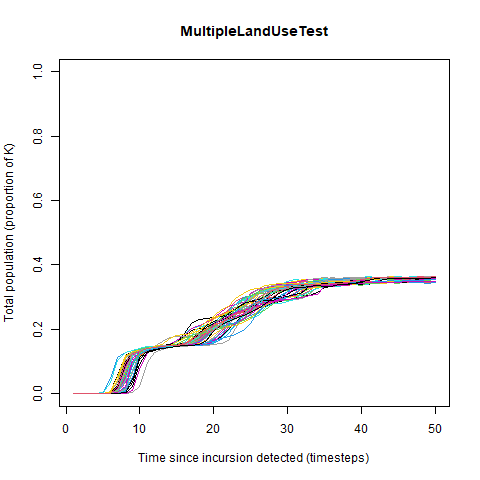 MultipleLandUseTest
Total population (proportion of K)
1.0
0.8
0.6
0.4
0.2
0.0
0 10 20 30 40 50
Time since incursion detected (timesteps)